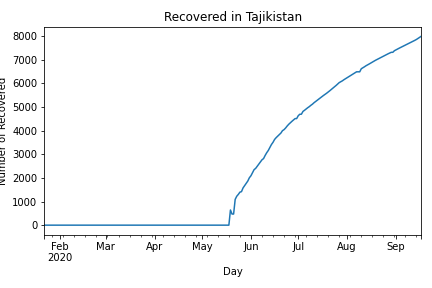 Recovered in Tajikistan
Number of Recovered
8000
7000
6000
5000
4000
3000
2000
1000
0
Feb Mar Apr May Jun Jul Aug Sep
2020
Day